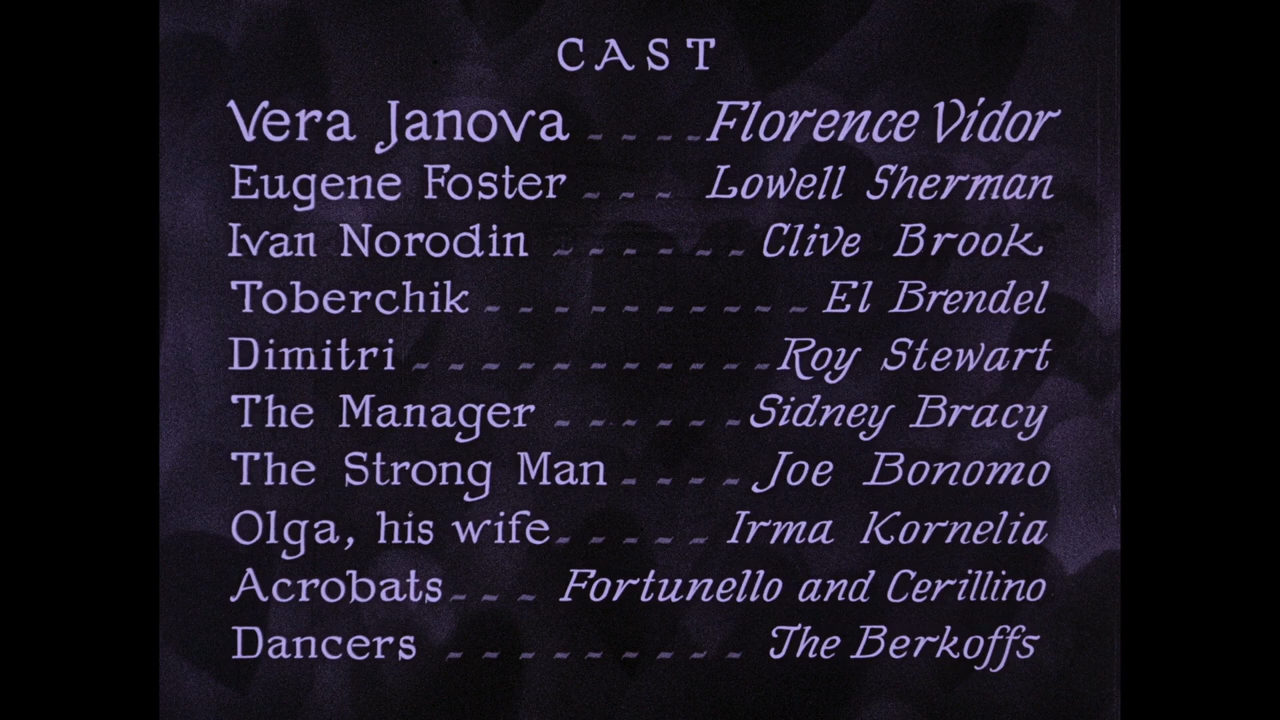 CAST
Vera Janova - - - - Florence Vidor
Eugene Foster - - - Lowell Sherman
Ivan Norodin - - - - - - Clive Brook
Toberchik - - - - - - - - - - El Brendel
Dimitri - - - - - - - - - - - Roy Stewart
The Manager - - - - - - Sidney Bracy
The Strong Man - - - - Joe Bonomo
Olga, his wife - - - - - Irma Kornelia
Acrobats - - - Fortunello and Cerillino
Dancers - - - - - - - - - The Berkoffs